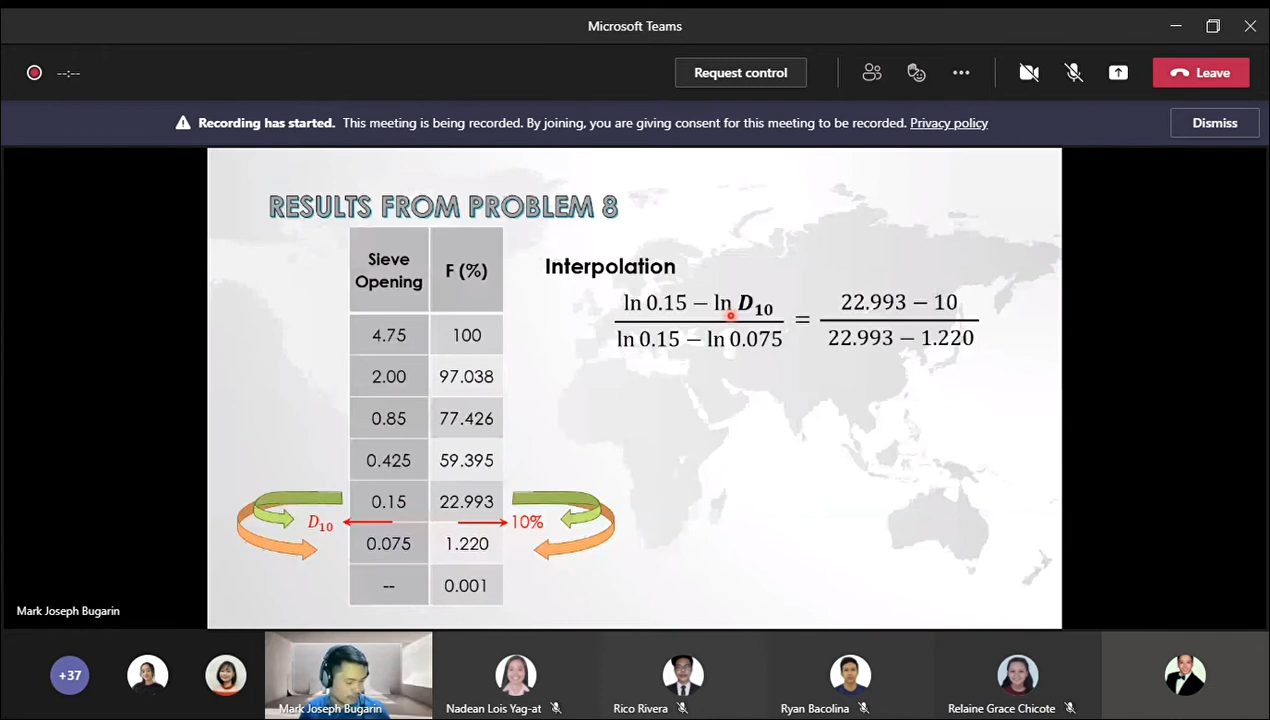 Microsoft Teams
--:--
Request control
Leave
Recording has started. This meeting is being recorded. By joining, you are giving consent for this meeting to be recorded. Privacy policy
Dismiss
RESULTS FROM PROBLEM 8
Sieve Opening F (%)
4.75 100
2.00 97.038
0.85 77.426
0.425 59.395
0.15 22.993
D₁₀ 10%
0.075 1.220
-- 0.001
Interpolation
ln 0.15 − ln D₁₀
ln 0.15 − ln 0.075
=
22.993 − 10
22.993 − 1.220
Mark Joseph Bugarin
+37
Mark Joseph Bugarin
Nadean Lois Yag-at
Rico Rivera
Ryan Bacolina
Relaine Grace Chicote